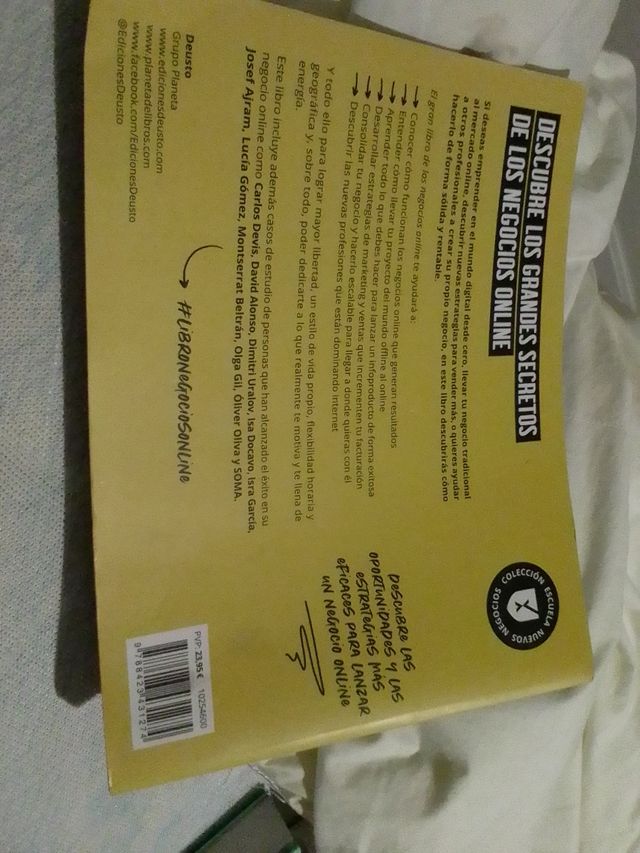 DESCUBRE LOS GRANDES SECRETOS
DE LOS NEGOCIOS ONLINE
Si deseas emprender en el mundo digital desde cero, llevar tu negocio tradicional
al mercado online, descubrir nuevas estrategias para vender más, o quieres ayudar
a otros profesionales a crear su propio negocio, en este libro descubrirás cómo
hacerlo de forma sólida y rentable.
El gran libro de los negocios online te ayudará a:
→ Conocer cómo funcionan los negocios online que generan resultados
→ Entender cómo llevar tu proyecto del mundo offline al online
→ Aprender todo lo que debes hacer para lanzar un infoproducto de forma exitosa
→ Desarrollar estrategias de marketing y ventas que incrementen tu facturación
→ Consolidar tu negocio y hacerlo escalable para llegar a donde quieras con él
→ Descubrir las nuevas profesiones que están dominando Internet
Y todo ello para lograr mayor libertad, un estilo de vida propio, flexibilidad horaria y
geográfica y, sobre todo, poder dedicarte a lo que realmente te motiva y te llena de
energía.
Este libro incluye además casos de estudio de personas que han alcanzado el éxito en su
negocio online como Carlos Devis, David Alonso, Dimitri Uralov, Isa Docavo, Isra García,
Josef Ajram, Lucía Gómez, Montserrat Beltrán, Olga Gil, Óliver Oliva y SOMA.
#LIBRONEGOCIOSONLINE
Deusto
Grupo Planeta
www.edicionesdeusto.com
www.planetadelibros.com
www.facebook.com/EdicionesDeusto
@EdicionesDeusto
COLECCIÓN ESCUELA NUEVOS NEGOCIOS
DESCUBRE LAS
OPORTUNIDADES Y LAS
ESTRATEGIAS MÁS
EFICACES PARA LANZAR
UN NEGOCIO ONLINE
PVP: 23,95 € 10254600
9 788423 431274